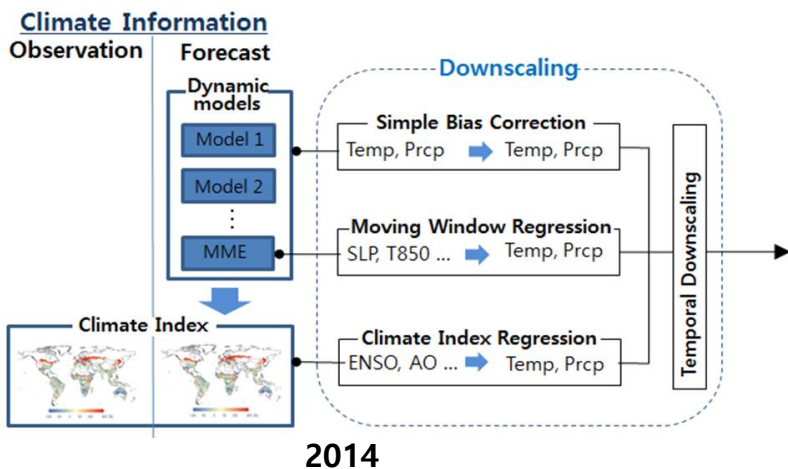 Climate Information
Observation
Forecast
Dynamic
models
Model 1
Model 2
⋮
MME
Climate Index
Downscaling
Simple Bias Correction
Temp, Prcp
Temp, Prcp
Moving Window Regression
SLP, T850 ...
Temp, Prcp
Climate Index Regression
ENSO, AO ...
Temp, Prcp
Temporal Downscaling
2014